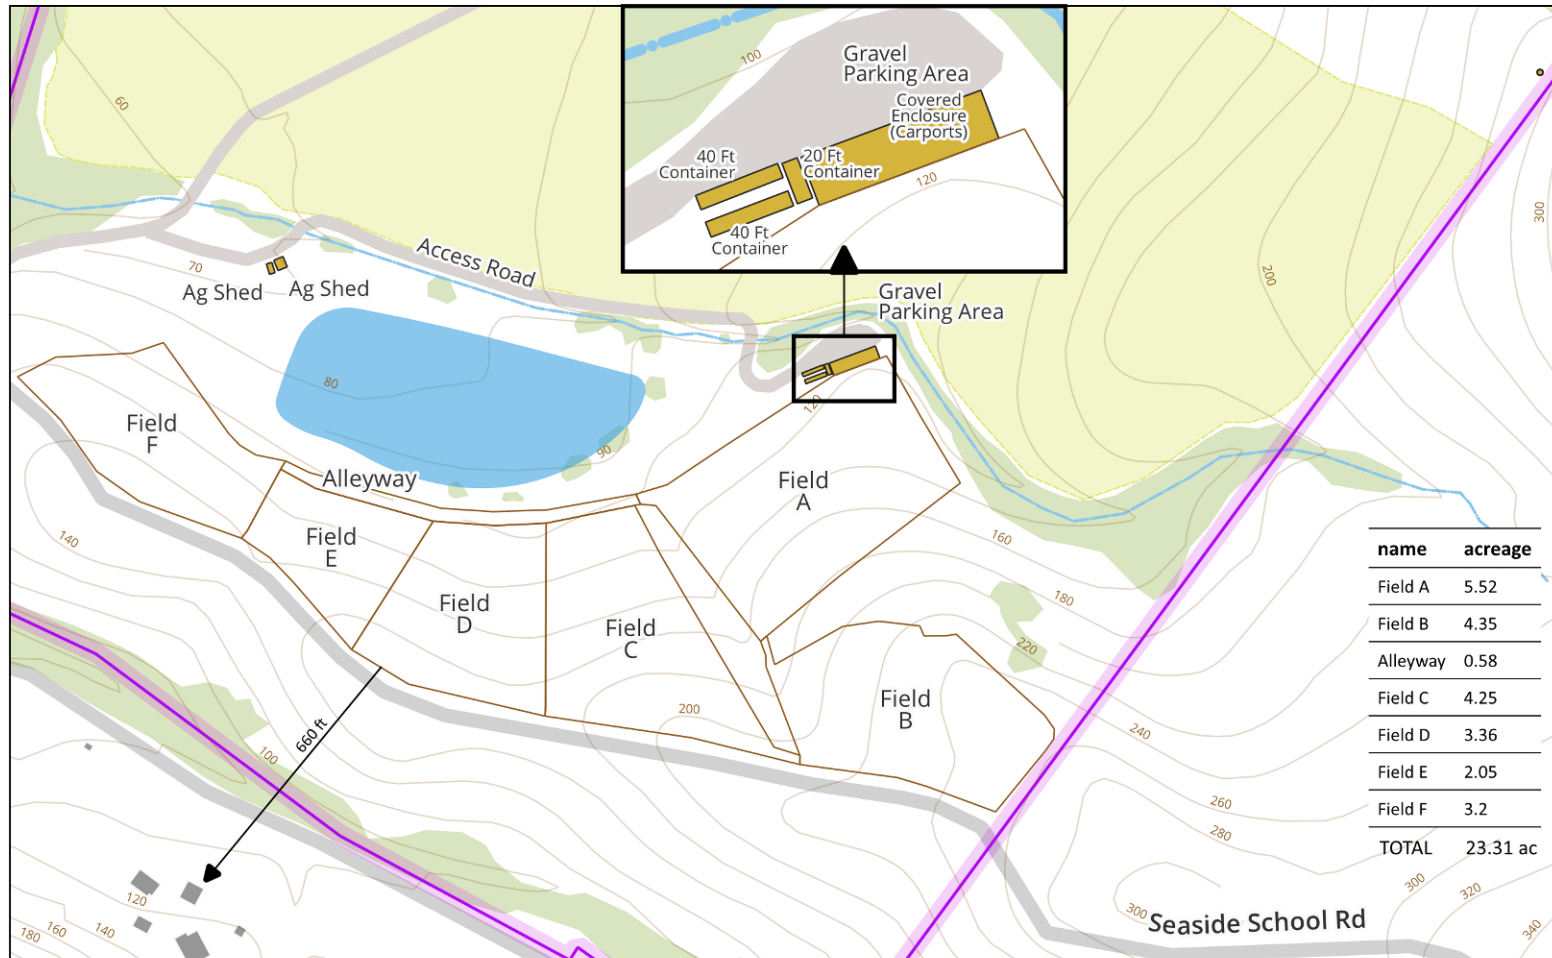 Gravel
Parking Area
100
Covered
Enclosure
(Carports)
40 Ft
Container
20 Ft
Container
120
40 Ft
Container
60
Access Road
70
Ag Shed
Ag Shed
Gravel
Parking Area
200
300
80
120
Field
F
Alleyway
90
Field
A
140
Field
E
160
Field
D
Field
C
180
220
Field
B
200
240
660 ft
100
260
280
name acreage
Field A 5.52
Field B 4.35
Alleyway 0.58
Field C 4.25
Field D 3.36
Field E 2.05
Field F 3.2
TOTAL 23.31 ac
300
320
340
300
Seaside School Rd
120
140
160
180